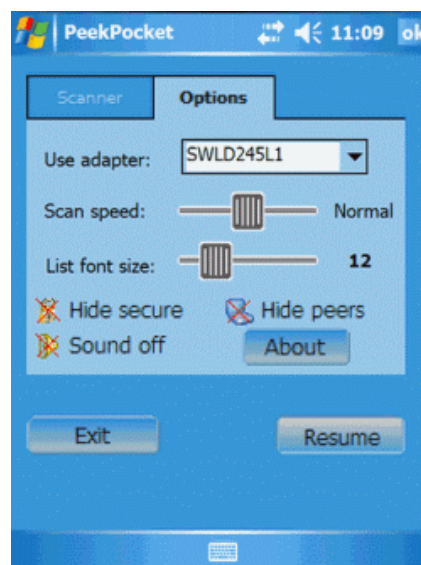 PeekPocket 11:09 ok
Scanner Options
Use adapter: SWLD245L1
Scan speed: Normal
List font size: 12
Hide secure Hide peers
Sound off About
Exit Resume